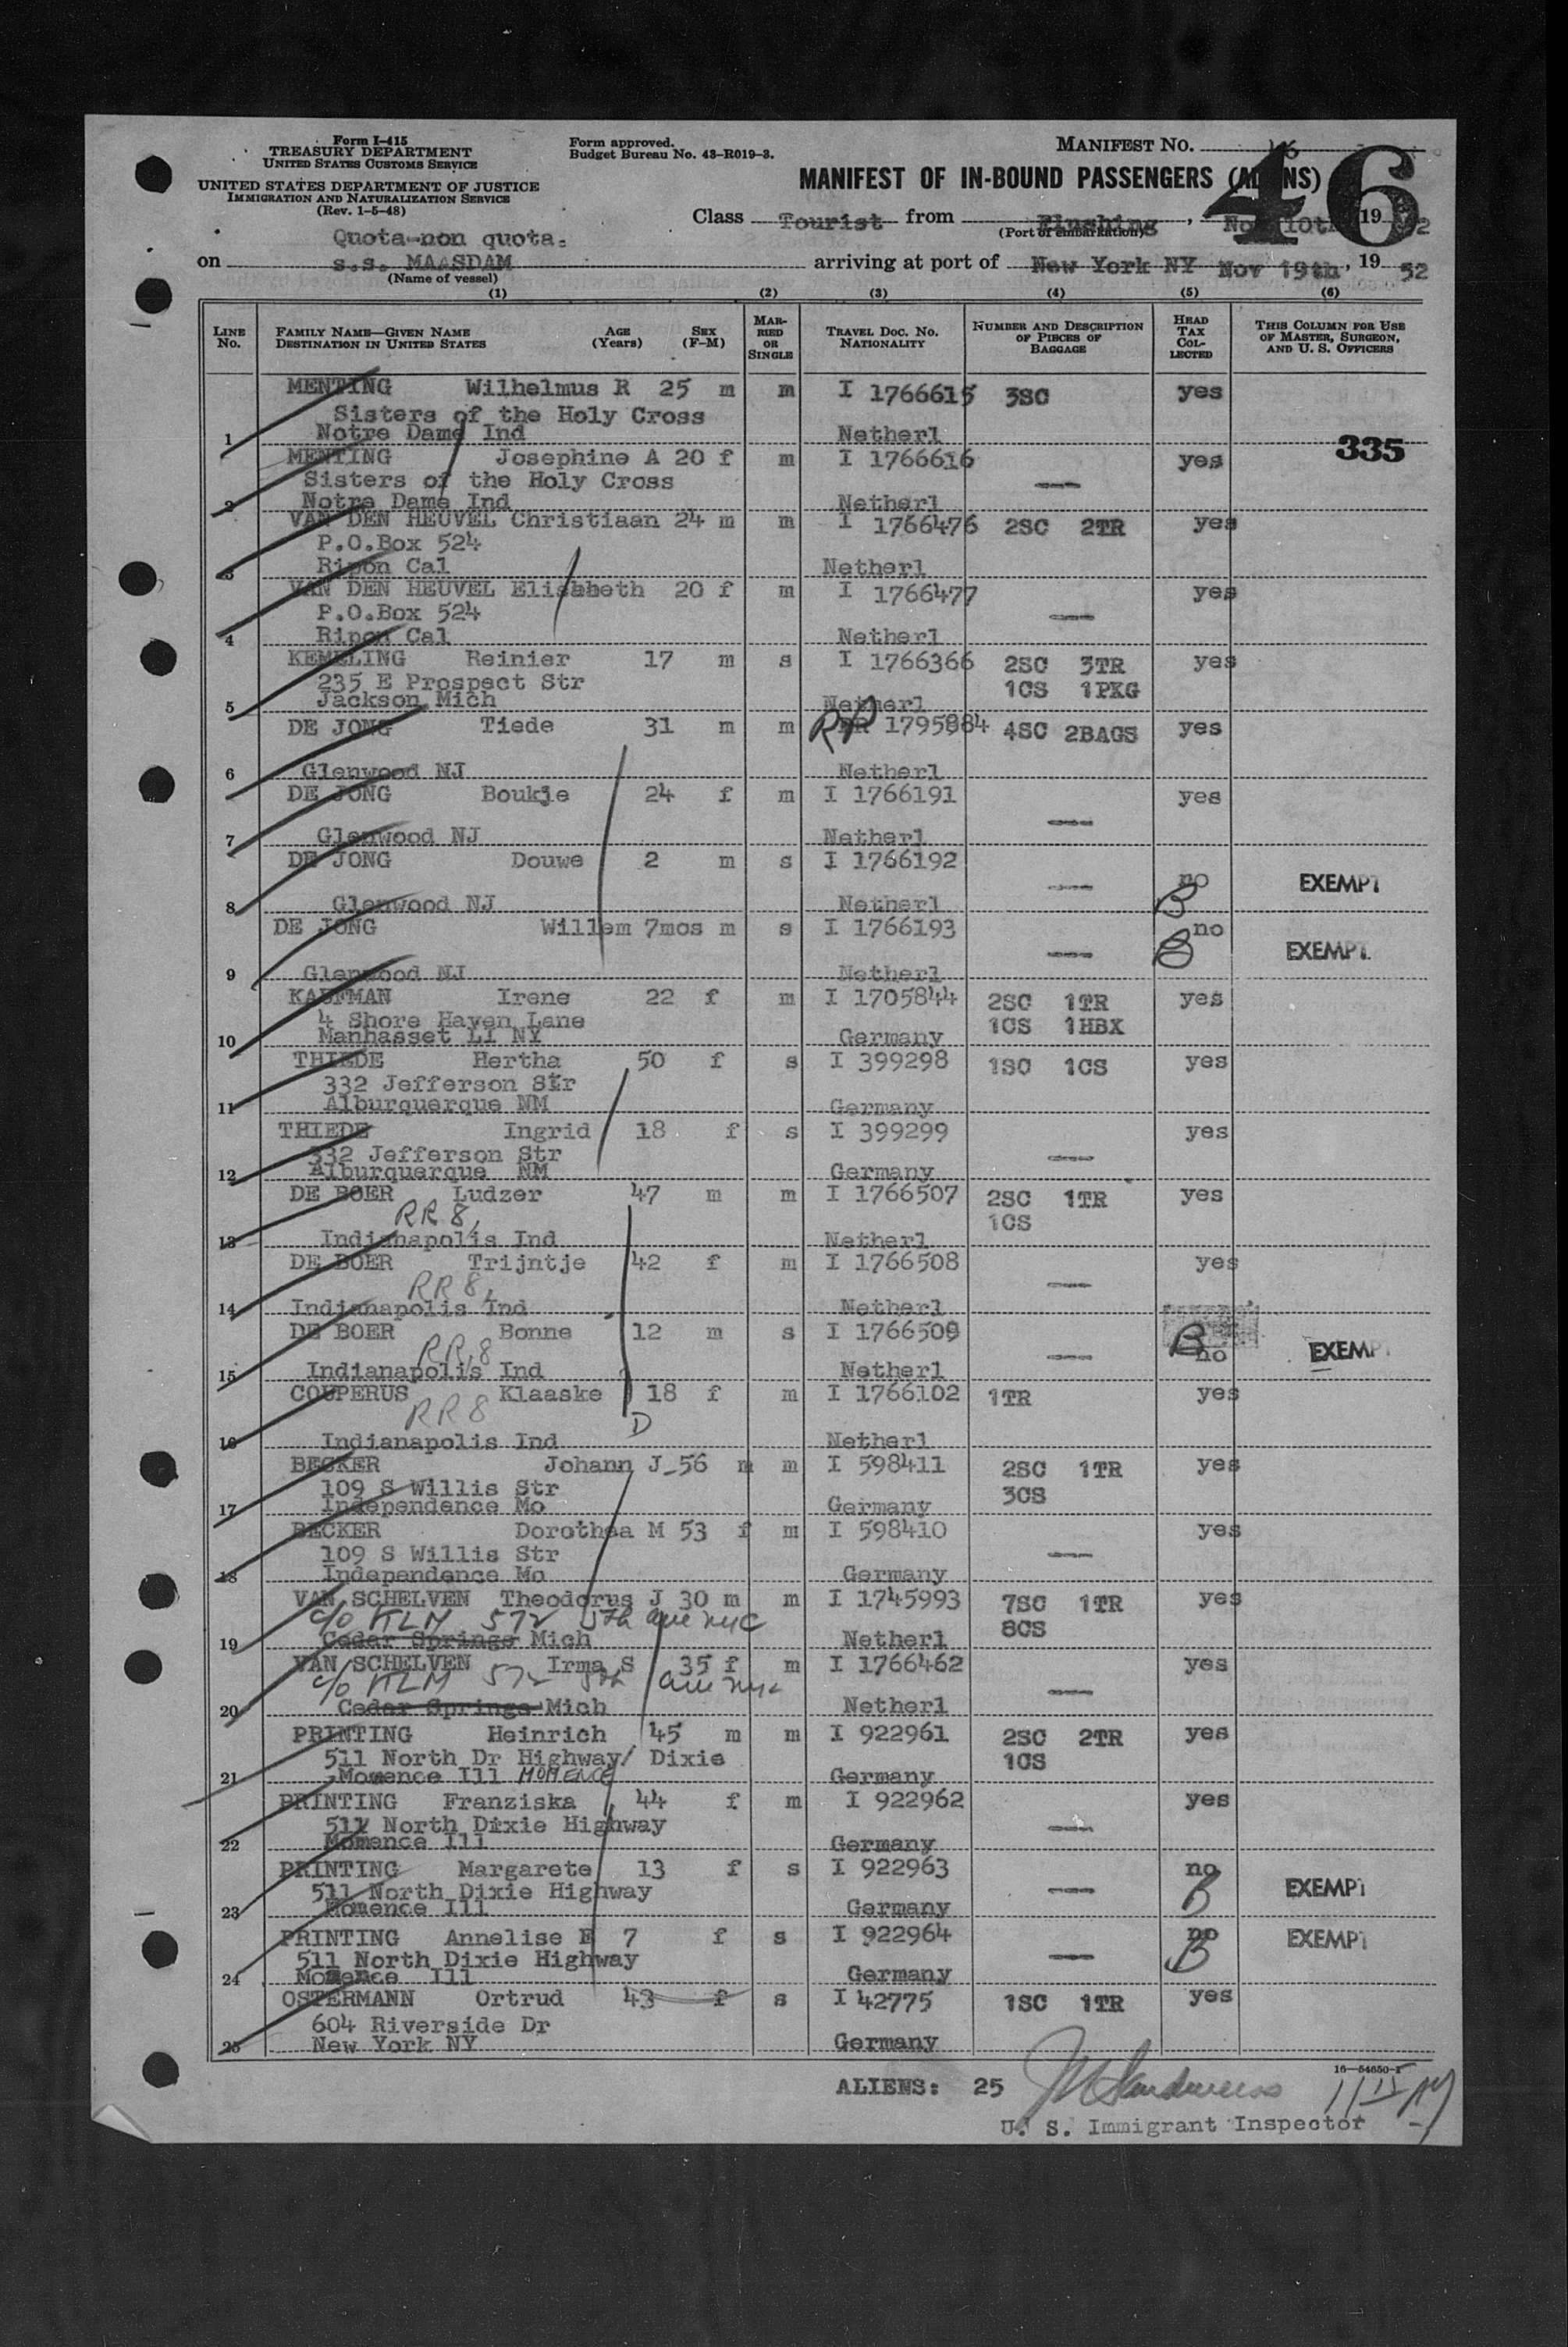 Form I-415
TREASURY DEPARTMENT
UNITED STATES CUSTOMS SERVICE
UNITED STATES DEPARTMENT OF JUSTICE
IMMIGRATION AND NATURALIZATION SERVICE
(Rev. 1-5-48)
Form approved.
Budget Bureau No. 43-R019-3.
MANIFEST NO. 46
46
MANIFEST OF IN-BOUND PASSENGERS (ALIENS)
Class Tourist from Flushing, Nov 10th 19 52
(Port of embarkation)
Quota-non quota.
on s.s. MAASDAM arriving at port of New York NY Nov 19th, 19 52
(Name of vessel)
(1) (2) (3) (4) (5) (6)
LINE No. FAMILY NAME—GIVEN NAME DESTINATION IN UNITED STATES AGE (Years) SEX (F-M) MARRIED OR SINGLE TRAVEL DOC. NO. NATIONALITY NUMBER AND DESCRIPTION OF PIECES OF BAGGAGE HEAD TAX COLLECTED THIS COLUMN FOR USE OF MASTER, SURGEON, AND U. S. OFFICERS
MENTING Wilhelmus R 25 m m I 1766615 3SC yes
Sisters of the Holy Cross
1 Notre Dame Ind Netherl
335
MENTING Josephine A 20 f m I 1766616 — yes
Sisters of the Holy Cross
2 Notre Dame Ind Netherl
VAN DEN HEUVEL Christiaan 24 m m I 1766476 2SC 2TR yes
P.O.Box 524
3 Ripon Cal Netherl
VAN DEN HEUVEL Elisabeth 20 f m I 1766477 — yes
P.O.Box 524
4 Ripon Cal Netherl
KEMELING Reinier 17 m s I 1766366 2SC 3TR yes
235 E Prospect Str 1CS 1PKG
5 Jackson Mich Netherl
DE JONG Tiede 31 m m RP 1795884 4SC 2BAGS yes
6 Glenwood NJ Netherl
DE JONG Boukje 24 f m I 1766191 — yes
7 Glenwood NJ Netherl
DE JONG Douwe 2 m s I 1766192 — no B EXEMPT
8 Glenwood NJ Netherl
DE JONG Willem 7mos m s I 1766193 — no B EXEMPT
9 Glenwood NJ Netherl
KAUFMAN Irene 22 f m I 1705844 2SC 1TR yes
4 Shore Haven Lane 1CS 1HBX
10 Manhasset LI NY Germany
THIEDE Hertha 50 f s I 399298 1SC 1CS yes
332 Jefferson Str
11 Alburquerque NM Germany
THIEDE Ingrid 18 f s I 399299 — yes
332 Jefferson Str
12 Alburquerque NM Germany
DE BOER Ludzer 47 m m I 1766507 2SC 1TR yes
RR 8, 1CS
13 Indianapolis Ind Netherl
DE BOER Trijntje 42 f m I 1766508 — yes
RR 8,
14 Indianapolis Ind Netherl
DE BOER Bonne 12 m s I 1766509 — B no EXEMPT
RR,8
15 Indianapolis Ind Netherl
COUPERUS Klaaske 18 f m I 1766102 1TR yes
RR 8 D
16 Indianapolis Ind Netherl
BECKER Johann J 56 m m I 598411 2SC 1TR yes
109 S Willis Str 3CS
17 Independence Mo Germany
BECKER Dorothea M 53 f m I 598410 — yes
109 S Willis Str
18 Independence Mo Germany
VAN SCHELVEN Theodorus J 30 m m I 1745993 7SC 1TR yes
c/o KLM 572 5th ave nyc 8CS
19 Cedar Springs Mich Netherl
VAN SCHELVEN Irma S 35 f m I 1766462 — yes
c/o KLM 572 5th ave nyc
20 Cedar Springs Mich Netherl
PRINTING Heinrich 45 m m I 922961 2SC 2TR yes
511 North Dr Highway/ Dixie 1CS
21 Momence Ill MOMENCE Germany
PRINTING Franziska 44 f m I 922962 — yes
511 North Dixie Highway
22 Momence Ill Germany
PRINTING Margarete 13 f s I 922963 — no B EXEMPT
511 North Dixie Highway
23 Momence Ill Germany
PRINTING Annelise E 7 f s I 922964 — no B EXEMPT
511 North Dixie Highway
24 Momence Ill Germany
OSTERMANN Ortrud 43 f s I 42775 1SC 1TR yes
604 Riverside Dr
25 New York NY Germany
16—54650-1
ALIENS: 25
U. S. Immigrant Inspector